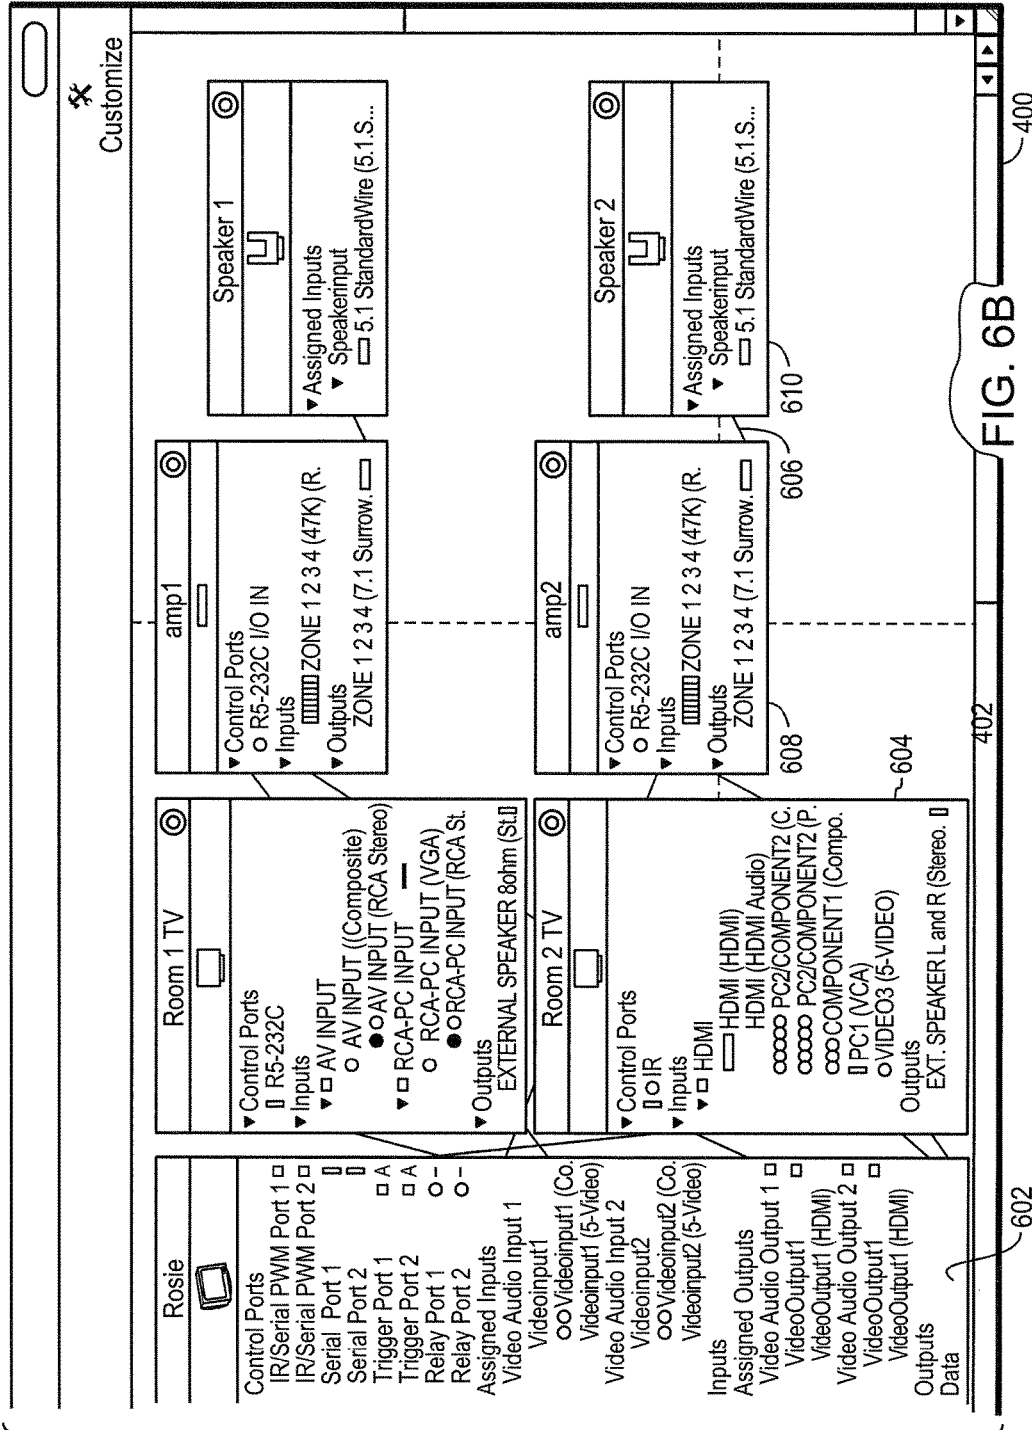 Customize
Rosie
Control Ports
IR/Serial PWM Port 1
IR/Serial PWM Port 2
Serial Port 1
Serial Port 2
Trigger Port 1 A
Trigger Port 2 A
Relay Port 1
Relay Port 2
Assigned Inputs
Video Audio Input 1
Videoinput1
Videoinput1 (Co.
Videoinput1 (5-Video)
Video Audio Input 2
Videoinput2
Videoinput2 (Co.
Videoinput2 (5-Video)
Inputs
Assigned Outputs
Video Audio Output 1
VideoOutput1
VideoOutput1 (HDMI)
Video Audio Output 2
VideoOutput1
VideoOutput1 (HDMI)
Outputs
Data
602
Room 1 TV
Control Ports
R5-232C
Inputs
AV INPUT
AV INPUT ((Composite)
AV INPUT (RCA Stereo)
RCA-PC INPUT
RCA-PC INPUT (VGA)
RCA-PC INPUT (RCA St.
Outputs
EXTERNAL SPEAKER 8ohm (St.
Room 2 TV
Control Ports
IR
Inputs
HDMI
HDMI (HDMI)
HDMI (HDMI Audio)
PC2/COMPONENT2 (C.
PC2/COMPONENT2 (P.
COMPONENT1 (Compo.
PC1 (VCA)
VIDEO3 (5-VIDEO)
Outputs
EXT. SPEAKER L and R (Stereo.
604
amp1
Control Ports
R5-232C I/O IN
Inputs
ZONE 1 2 3 4 (47K) (R.
Outputs
ZONE 1 2 3 4 (7.1 Surrow.
amp2
Control Ports
R5-232C I/O IN
Inputs
ZONE 1 2 3 4 (47K) (R.
Outputs
ZONE 1 2 3 4 (7.1 Surrow.
608
606
402
Speaker 1
Assigned Inputs
Speakerinput
5.1 StandardWire (5.1.S...
Speaker 2
Assigned Inputs
Speakerinput
5.1 StandardWire (5.1.S...
610
400
FIG. 6B